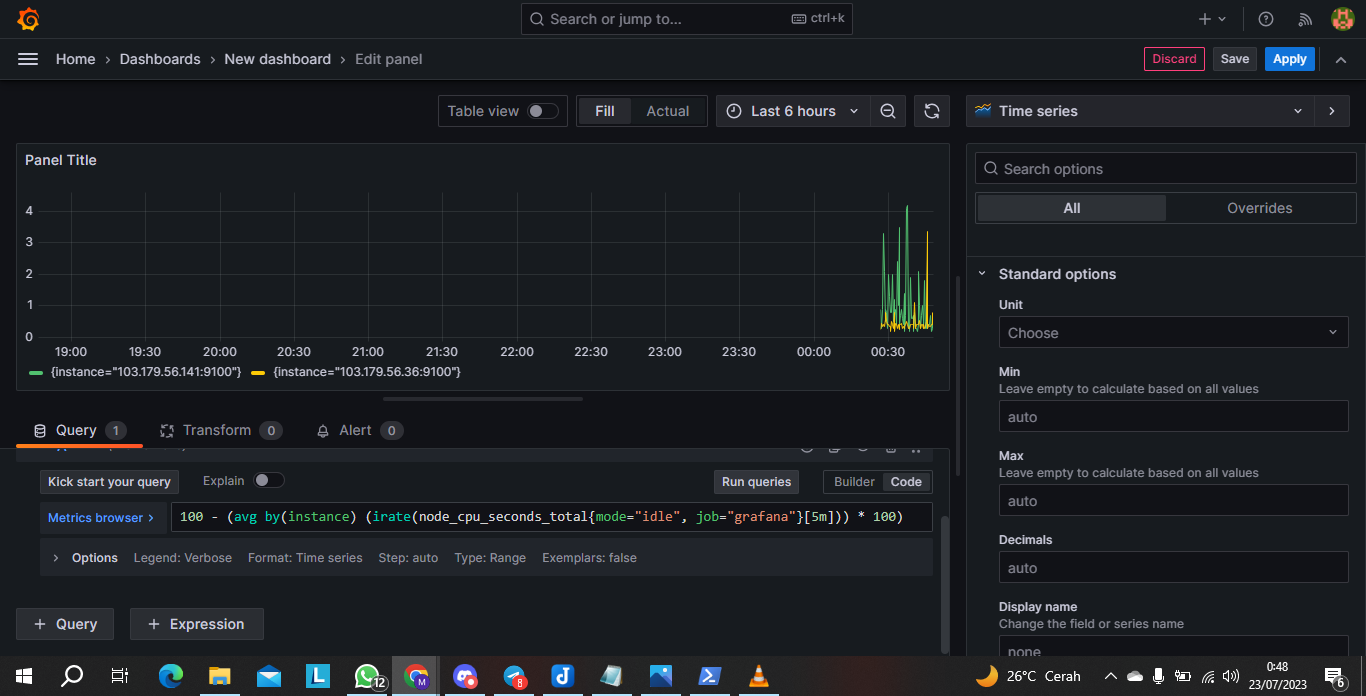 Search or jump to...
ctrl+k
Home › Dashboards › New dashboard › Edit panel
Discard
Save
Apply
Table view
Fill
Actual
Last 6 hours
Time series
Panel Title
4
3
2
1
0
19:00 19:30 20:00 20:30 21:00 21:30 22:00 22:30 23:00 23:30 00:00 00:30
{instance="103.179.56.141:9100"} {instance="103.179.56.36:9100"}
Search options
All
Overrides
Standard options
Unit
Choose
Min
Leave empty to calculate based on all values
auto
Max
Leave empty to calculate based on all values
auto
Decimals
auto
Display name
Change the field or series name
none
Query 1
Transform 0
Alert 0
Kick start your query
Explain
Run queries
Builder
Code
Metrics browser ›
100 - (avg by(instance) (irate(node_cpu_seconds_total{mode="idle", job="grafana"}[5m])) * 100)
Options Legend: Verbose Format: Time series Step: auto Type: Range Exemplars: false
+ Query
+ Expression
L
12
M
8
J
26°C Cerah
0:48
23/07/2023
6